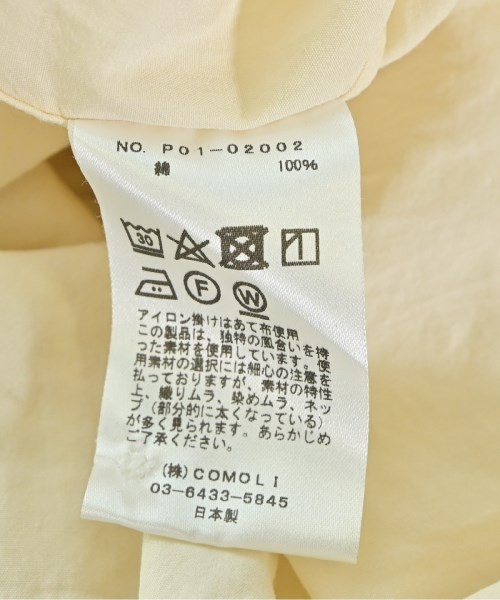 NO. P01-02002
綿 100%
30
F
W
アイロン掛けはあて布使用
この製品は、独特の風合いを持
った素材を使用しています。使
用素材の選択には細心の注意を
払っておりますが、素材の特性
上、織りムラ、染めムラ、ネッ
プ(部分的に太くなっている)
が多く見られます。あらかじめ
ご了承ください。
(株)COMOLI
03-6433-5845
日本製